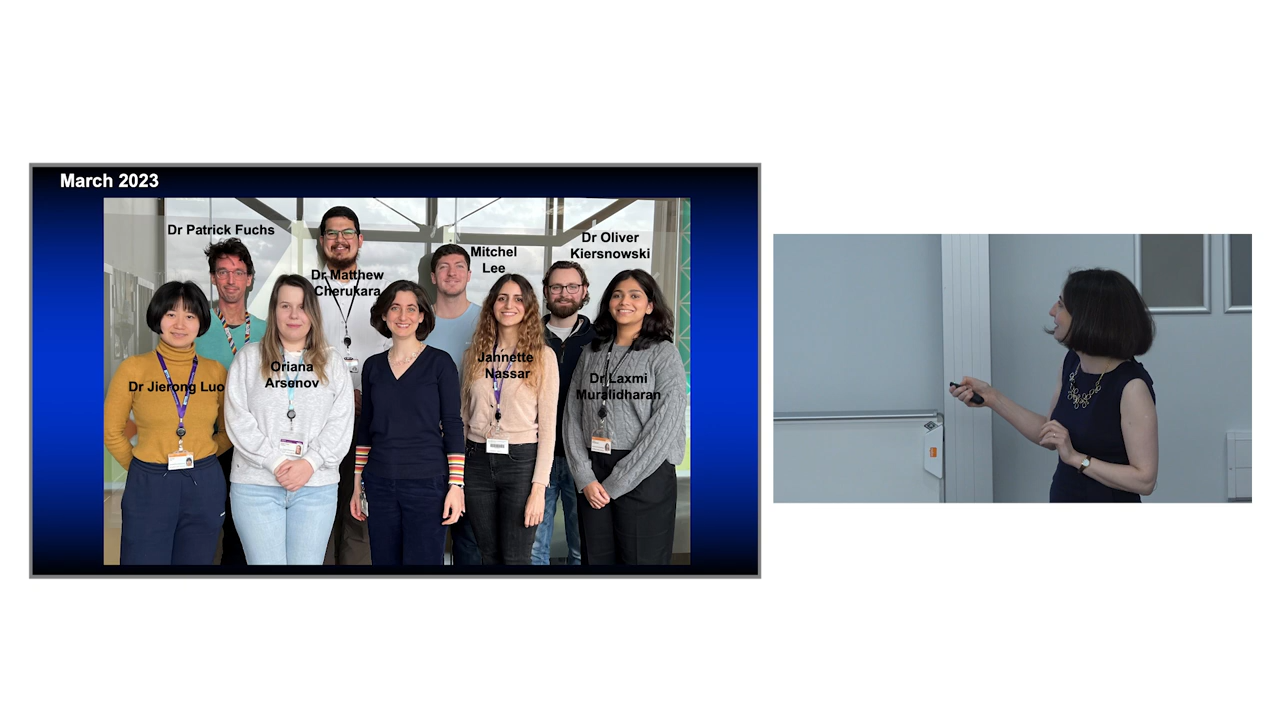 March 2023
Dr Patrick Fuchs
Dr Matthew
Cherukara
Mitchel
Lee
Dr Oliver
Kiersnowski
Dr Jierong Luo
Oriana
Arsenov
Jannette
Nassar
Dr Laxmi
Muralidharan